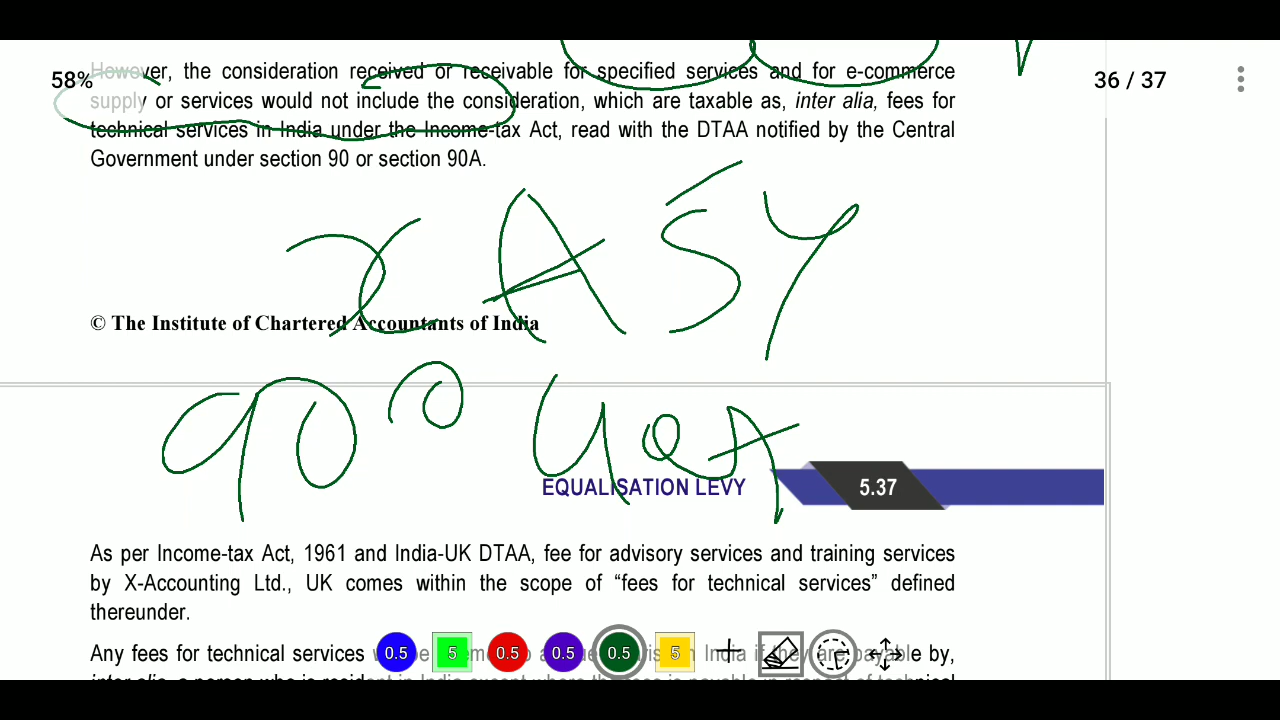 58%
36 / 37
However, the consideration received or receivable for specified services and for e-commerce
supply or services would not include the consideration, which are taxable as, inter alia, fees for
technical services in India under the Income-tax Act, read with the DTAA notified by the Central
Government under section 90 or section 90A.
© The Institute of Chartered Accountants of India
EQUALISATION LEVY 5.37
As per Income-tax Act, 1961 and India-UK DTAA, fee for advisory services and training services
by X-Accounting Ltd., UK comes within the scope of “fees for technical services” defined
thereunder.
Any fees for technical services in India if they are payable by,
0.5 5 0.5 0.5 0.5 5